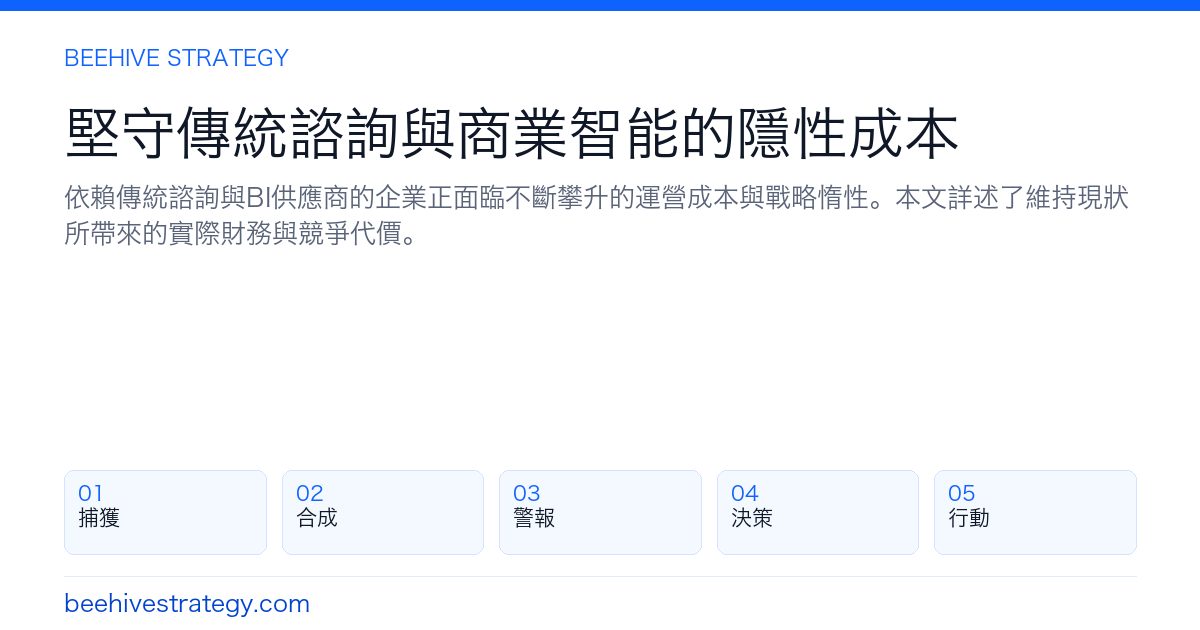 BEEHIVE STRATEGY
堅守傳統諮詢與商業智能的隱性成本
依賴傳統諮詢與BI供應商的企業正面臨不斷攀升的運營成本與戰略惰性。本文詳述了維持現狀
所帶來的實際財務與競爭代價。
01
捕獲
02
合成
03
警報
04
決策
05
行動
beehivestrategy.com